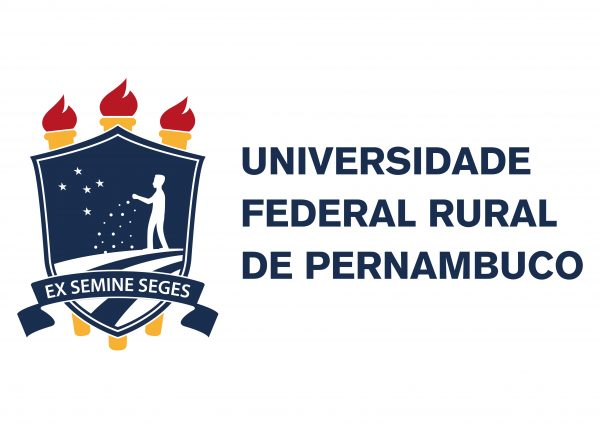 EX SEMINE SEGES
UNIVERSIDADE
FEDERAL RURAL
DE PERNAMBUCO